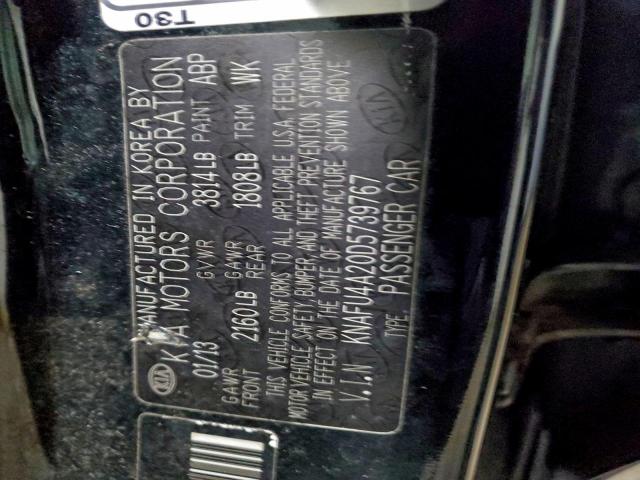 T30
MANUFACTURED IN KOREA BY
KIA KIA MOTORS CORPORATION
01/13 GVWR 3814LB PAINT ABP
GAWR FRONT 2160LB GAWR REAR 1808LB TRIM WK
THIS VEHICLE CONFORMS TO ALL APPLICABLE U.S.A. FEDERAL
MOTOR VEHICLE SAFETY, BUMPER, AND THEFT PREVENTION STANDARDS
IN EFFECT ON THE DATE OF MANUFACTURE SHOWN ABOVE
V.I.N KNAFU4A20D5739767
TYPE: PASSENGER CAR
KIA